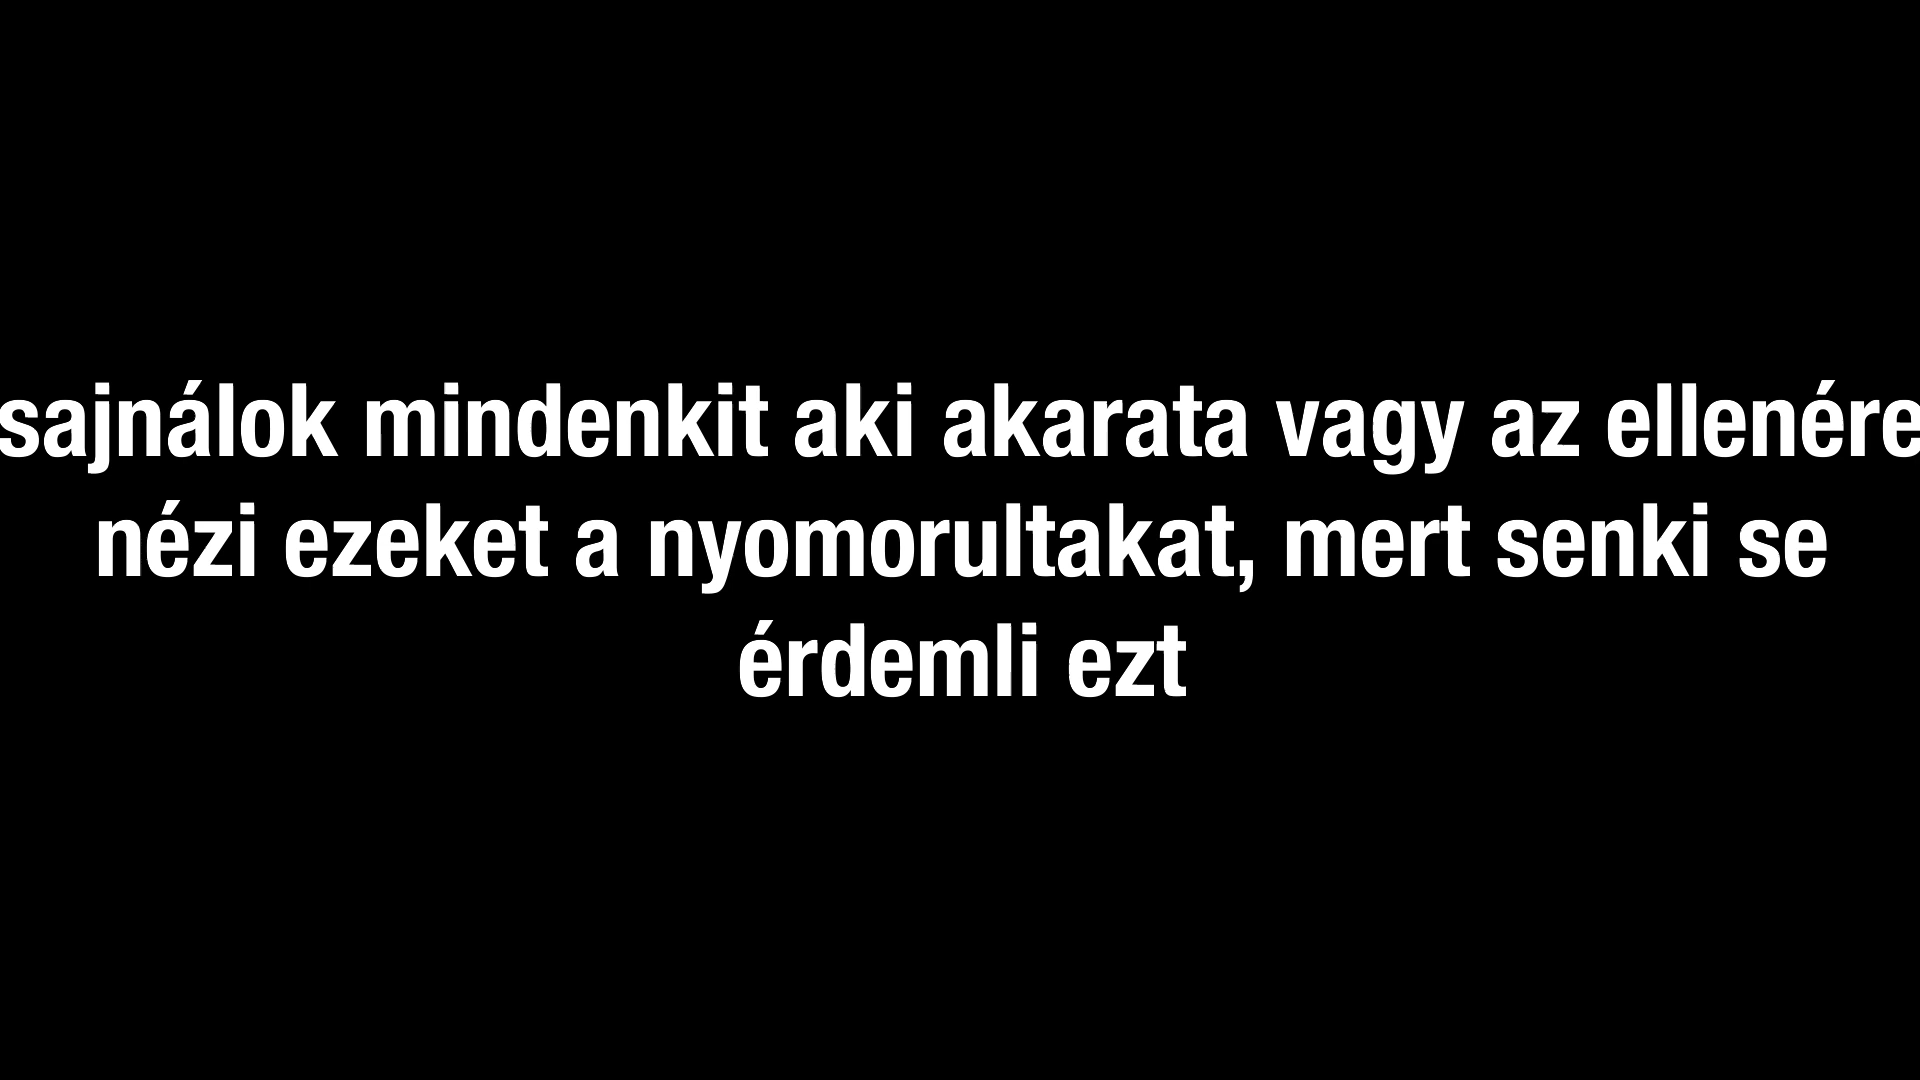 sajnálok mindenkit aki akarata vagy az ellenére
nézi ezeket a nyomorultakat, mert senki se
érdemli ezt